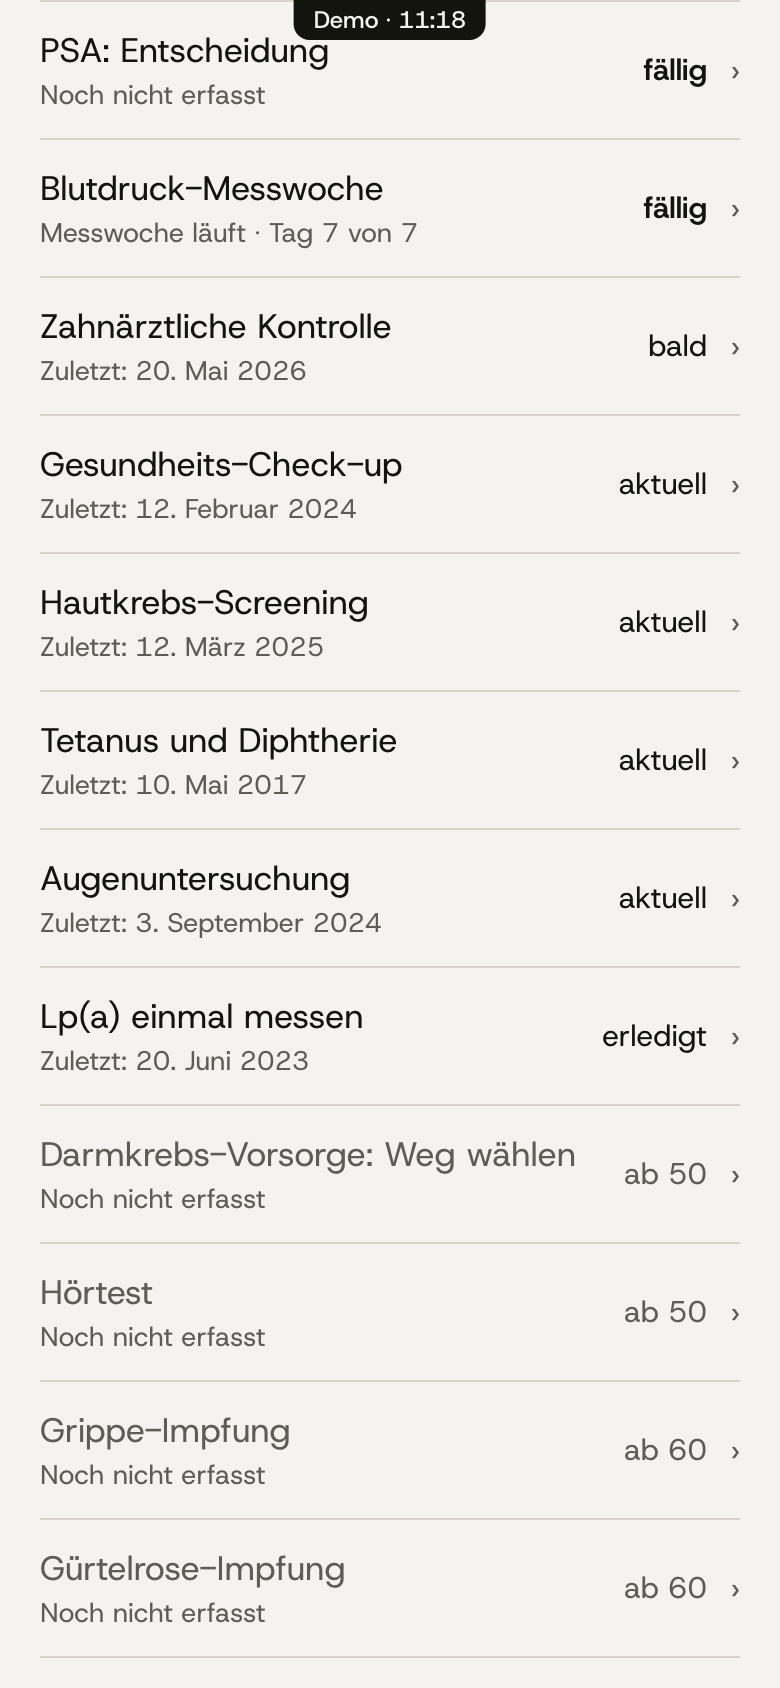 Demo · 11:18
PSA: Entscheidung
Noch nicht erfasst
fällig ›
Blutdruck-Messwoche
Messwoche läuft · Tag 7 von 7
fällig ›
Zahnärztliche Kontrolle
Zuletzt: 20. Mai 2026
bald ›
Gesundheits-Check-up
Zuletzt: 12. Februar 2024
aktuell ›
Hautkrebs-Screening
Zuletzt: 12. März 2025
aktuell ›
Tetanus und Diphtherie
Zuletzt: 10. Mai 2017
aktuell ›
Augenuntersuchung
Zuletzt: 3. September 2024
aktuell ›
Lp(a) einmal messen
Zuletzt: 20. Juni 2023
erledigt ›
Darmkrebs-Vorsorge: Weg wählen
Noch nicht erfasst
ab 50 ›
Hörtest
Noch nicht erfasst
ab 50 ›
Grippe-Impfung
Noch nicht erfasst
ab 60 ›
Gürtelrose-Impfung
Noch nicht erfasst
ab 60 ›